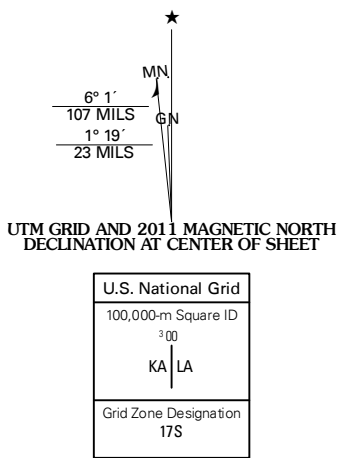 ★
MN
6° 1´
107 MILS
GN
1° 19´
23 MILS
UTM GRID AND 2011 MAGNETIC NORTH
DECLINATION AT CENTER OF SHEET
U.S. National Grid
100,000-m Square ID
³00
KA LA
Grid Zone Designation
17S